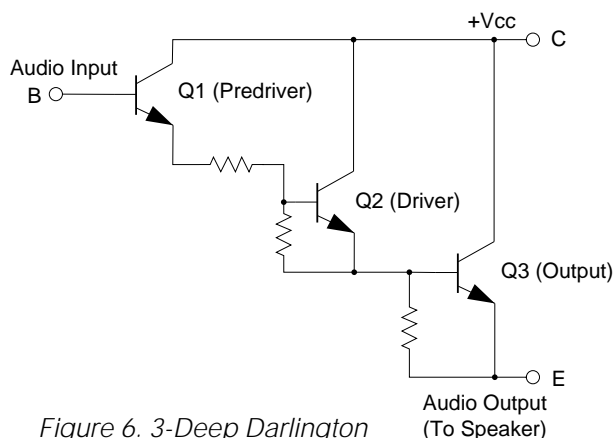 +Vcc
C
Audio Input
B
Q1 (Predriver)
Q2 (Driver)
Q3 (Output)
E
Audio Output
(To Speaker)
Figure 6. 3-Deep Darlington